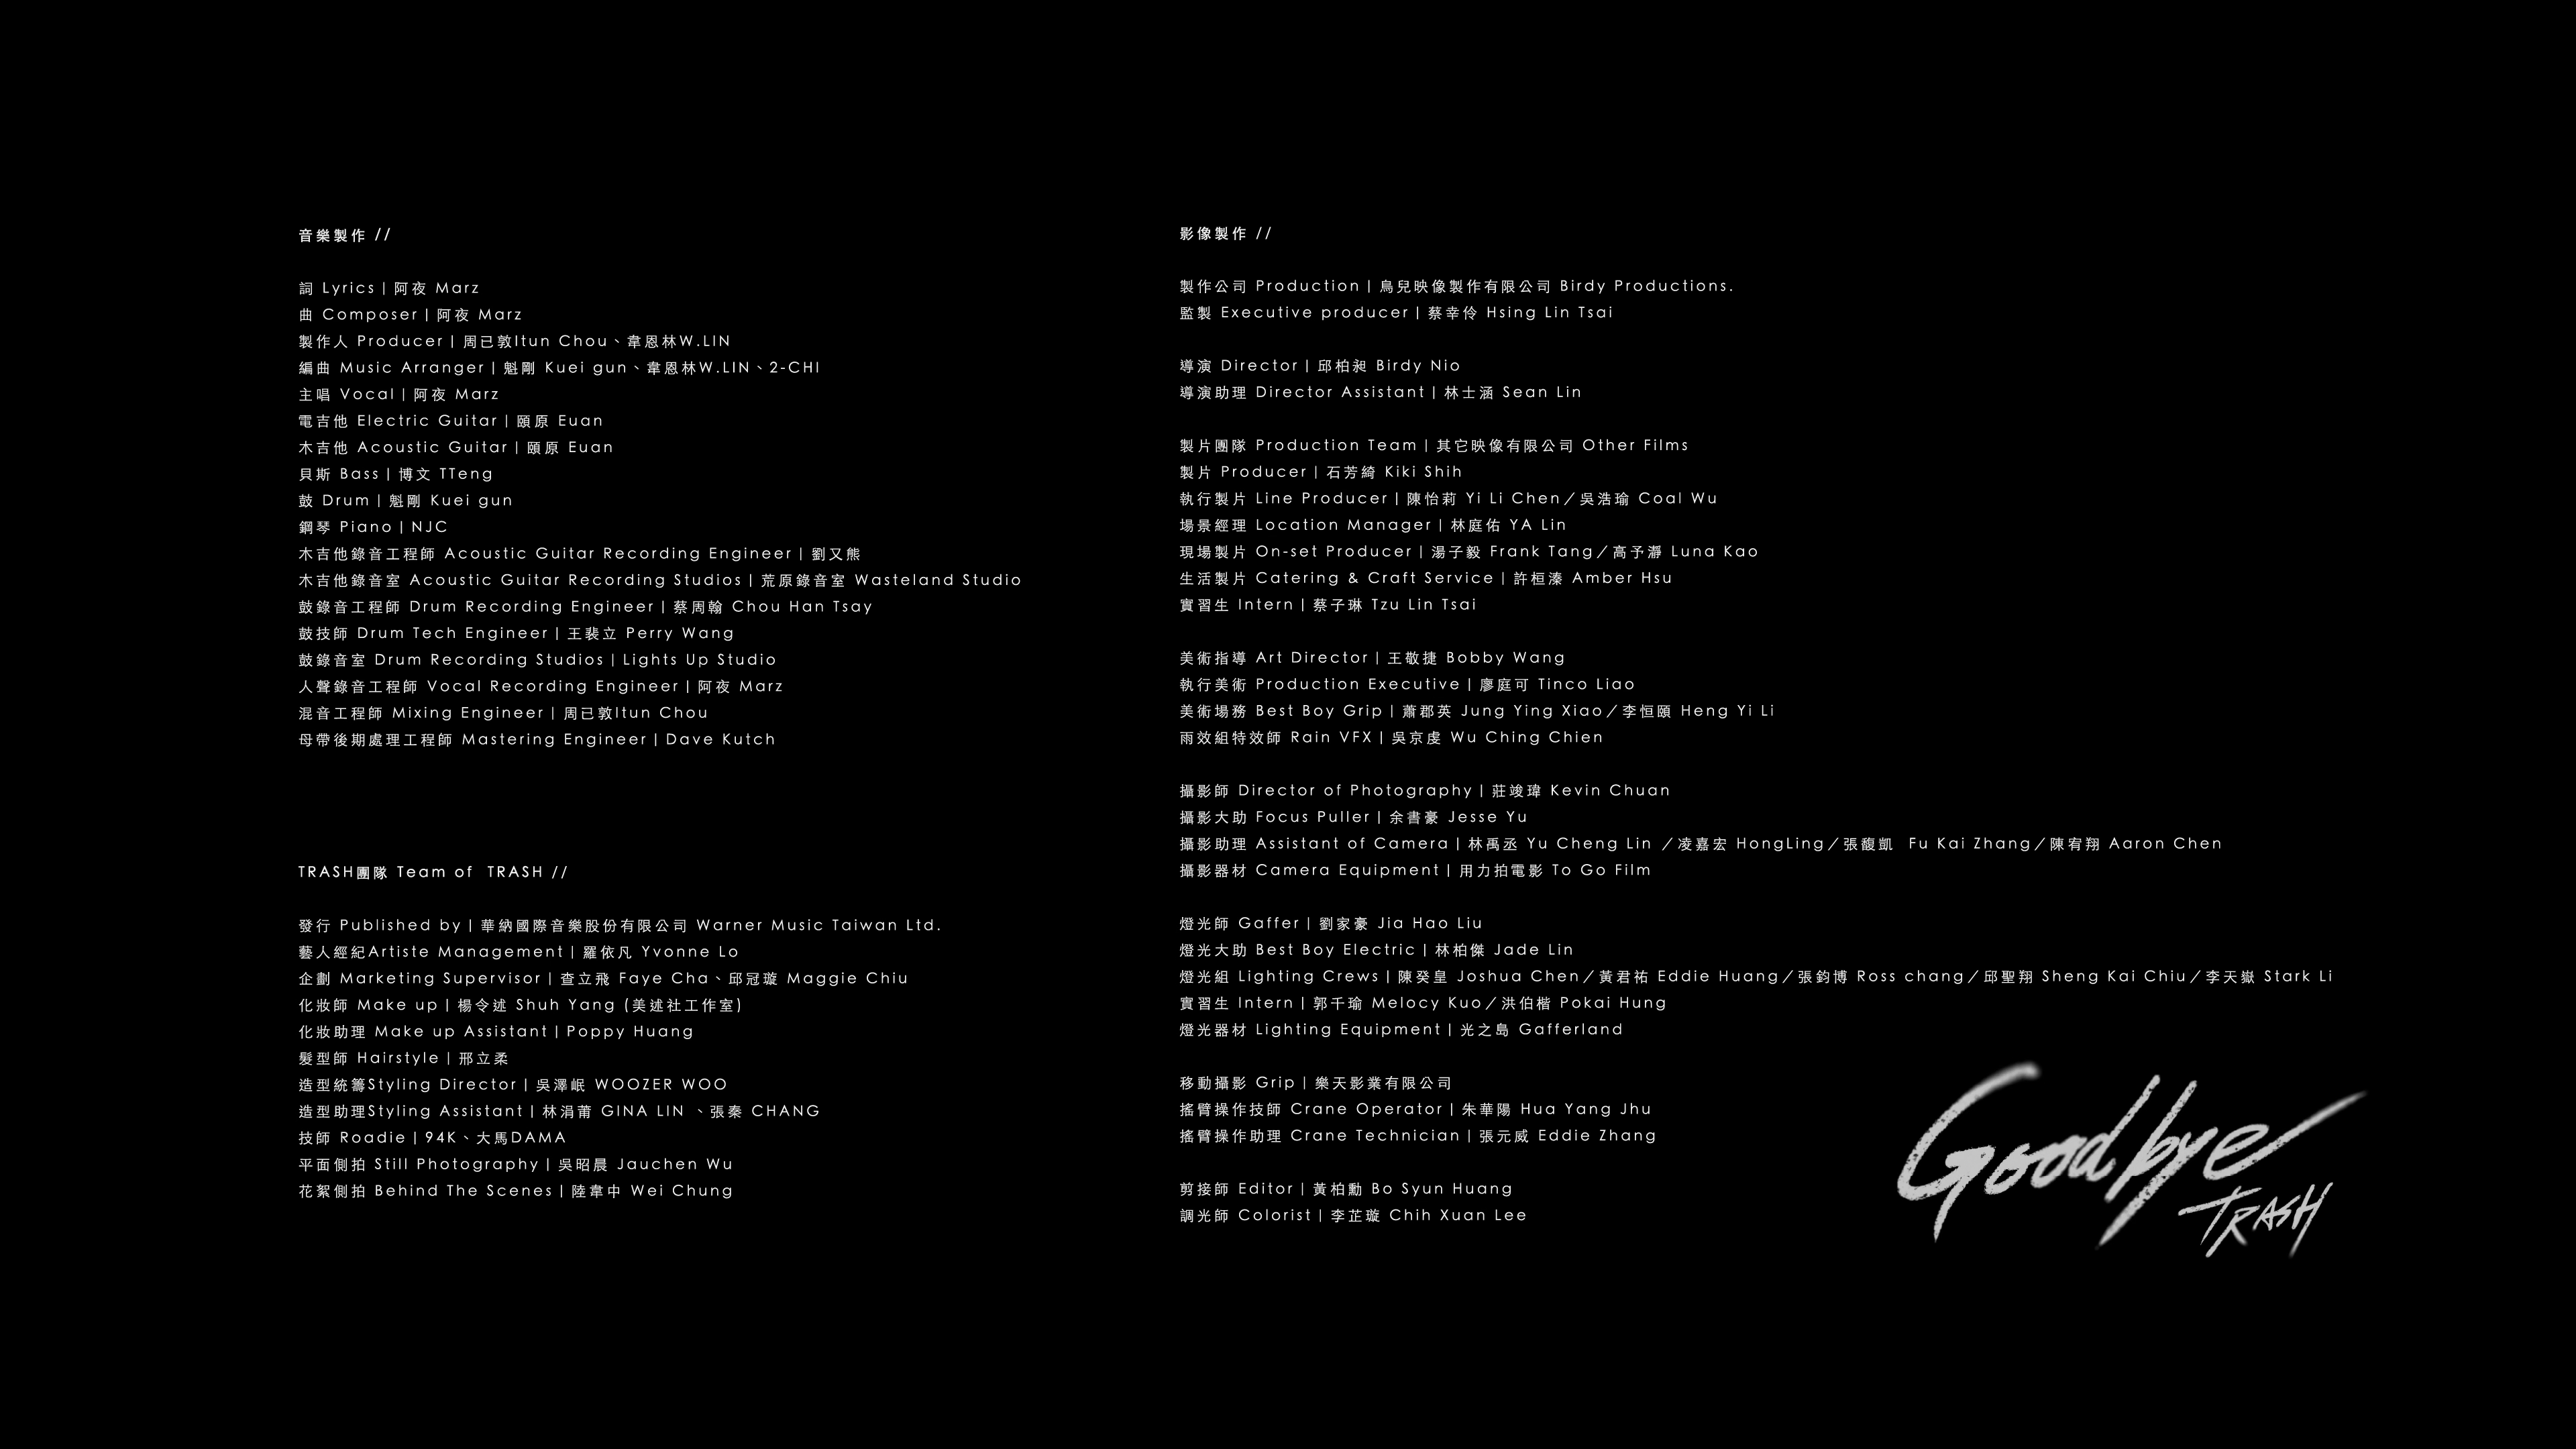 音樂製作 //
詞 Lyrics | 阿夜 Marz
曲 Composer | 阿夜 Marz
製作人 Producer | 周已敦Itun Chou、韋恩林W.LIN
編曲 Music Arranger | 魁剛 Kuei gun、韋恩林W.LIN、2-CHI
主唱 Vocal | 阿夜 Marz
電吉他 Electric Guitar | 頤原 Euan
木吉他 Acoustic Guitar | 頤原 Euan
貝斯 Bass | 博文 TTeng
鼓 Drum | 魁剛 Kuei gun
鋼琴 Piano | NJC
木吉他錄音工程師 Acoustic Guitar Recording Engineer | 劉又熊
木吉他錄音室 Acoustic Guitar Recording Studios | 荒原錄音室 Wasteland Studio
鼓錄音工程師 Drum Recording Engineer | 蔡周翰 Chou Han Tsay
鼓技師 Drum Tech Engineer | 王裴立 Perry Wang
鼓錄音室 Drum Recording Studios | Lights Up Studio
人聲錄音工程師 Vocal Recording Engineer | 阿夜 Marz
混音工程師 Mixing Engineer | 周已敦Itun Chou
母帶後期處理工程師 Mastering Engineer | Dave Kutch
TRASH團隊 Team of TRASH //
發行 Published by | 華納國際音樂股份有限公司 Warner Music Taiwan Ltd.
藝人經紀Artiste Management | 羅依凡 Yvonne Lo
企劃 Marketing Supervisor | 查立飛 Faye Cha、邱冠璇 Maggie Chiu
化妝師 Make up | 楊令述 Shuh Yang (美述社工作室)
化妝助理 Make up Assistant | Poppy Huang
髮型師 Hairstyle | 邢立柔
造型統籌Styling Director | 吳澤岷 WOOZER WOO
造型助理Styling Assistant | 林涓莆 GINA LIN 、張秦 CHANG
技師 Roadie | 94K、大馬DAMA
平面側拍 Still Photography | 吳昭晨 Jauchen Wu
花絮側拍 Behind The Scenes | 陸韋中 Wei Chung
影像製作 //
製作公司 Production | 鳥兒映像製作有限公司 Birdy Productions.
監製 Executive producer | 蔡幸伶 Hsing Lin Tsai
導演 Director | 邱柏昶 Birdy Nio
導演助理 Director Assistant | 林士涵 Sean Lin
製片團隊 Production Team | 其它映像有限公司 Other Films
製片 Producer | 石芳綺 Kiki Shih
執行製片 Line Producer | 陳怡莉 Yi Li Chen／吳浩瑜 Coal Wu
場景經理 Location Manager | 林庭佑 YA Lin
現場製片 On-set Producer | 湯子毅 Frank Tang／高予瀞 Luna Kao
生活製片 Catering & Craft Service | 許桓溱 Amber Hsu
實習生 Intern | 蔡子琳 Tzu Lin Tsai
美術指導 Art Director | 王敬捷 Bobby Wang
執行美術 Production Executive | 廖庭可 Tinco Liao
美術場務 Best Boy Grip | 蕭郡英 Jung Ying Xiao／李恒頤 Heng Yi Li
雨效組特效師 Rain VFX | 吳京虔 Wu Ching Chien
攝影師 Director of Photography | 莊竣瑋 Kevin Chuan
攝影大助 Focus Puller | 余書豪 Jesse Yu
攝影助理 Assistant of Camera | 林禹丞 Yu Cheng Lin ／凌嘉宏 HongLing／張馥凱 Fu Kai Zhang／陳宥翔 Aaron Chen
攝影器材 Camera Equipment | 用力拍電影 To Go Film
燈光師 Gaffer | 劉家豪 Jia Hao Liu
燈光大助 Best Boy Electric | 林柏傑 Jade Lin
燈光組 Lighting Crews | 陳癸皇 Joshua Chen／黃君祐 Eddie Huang／張鈞博 Ross chang／邱聖翔 Sheng Kai Chiu／李天嶽 Stark Li
實習生 Intern | 郭千瑜 Melocy Kuo／洪伯楷 Pokai Hung
燈光器材 Lighting Equipment | 光之島 Gafferland
移動攝影 Grip | 樂天影業有限公司
搖臂操作技師 Crane Operator | 朱華陽 Hua Yang Jhu
搖臂操作助理 Crane Technician | 張元威 Eddie Zhang
剪接師 Editor | 黃柏勳 Bo Syun Huang
調光師 Colorist | 李芷璇 Chih Xuan Lee
Goodbye
TRASH